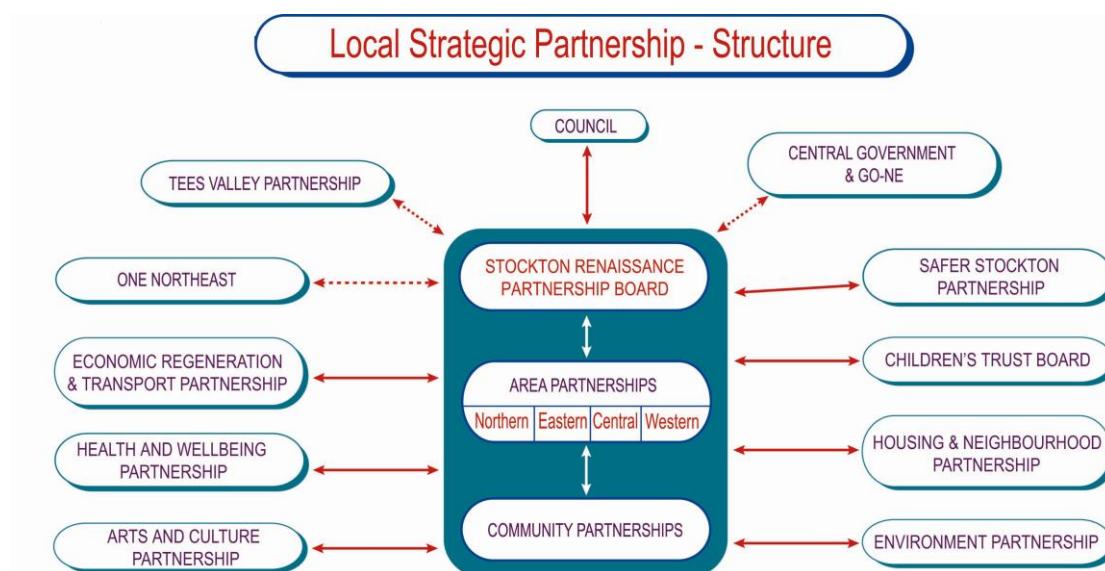 Local Strategic Partnership - Structure
COUNCIL
TEES VALLEY PARTNERSHIP
CENTRAL GOVERNMENT
& GO-NE
ONE NORTHEAST
STOCKTON RENAISSANCE
PARTNERSHIP BOARD
SAFER STOCKTON
PARTNERSHIP
ECONOMIC REGENERATION
& TRANSPORT PARTNERSHIP
AREA PARTNERSHIPS
Northern Eastern Central Western
CHILDREN'S TRUST BOARD
HEALTH AND WELLBEING
PARTNERSHIP
HOUSING & NEIGHBOURHOOD
PARTNERSHIP
ARTS AND CULTURE
PARTNERSHIP
COMMUNITY PARTNERSHIPS
ENVIRONMENT PARTNERSHIP